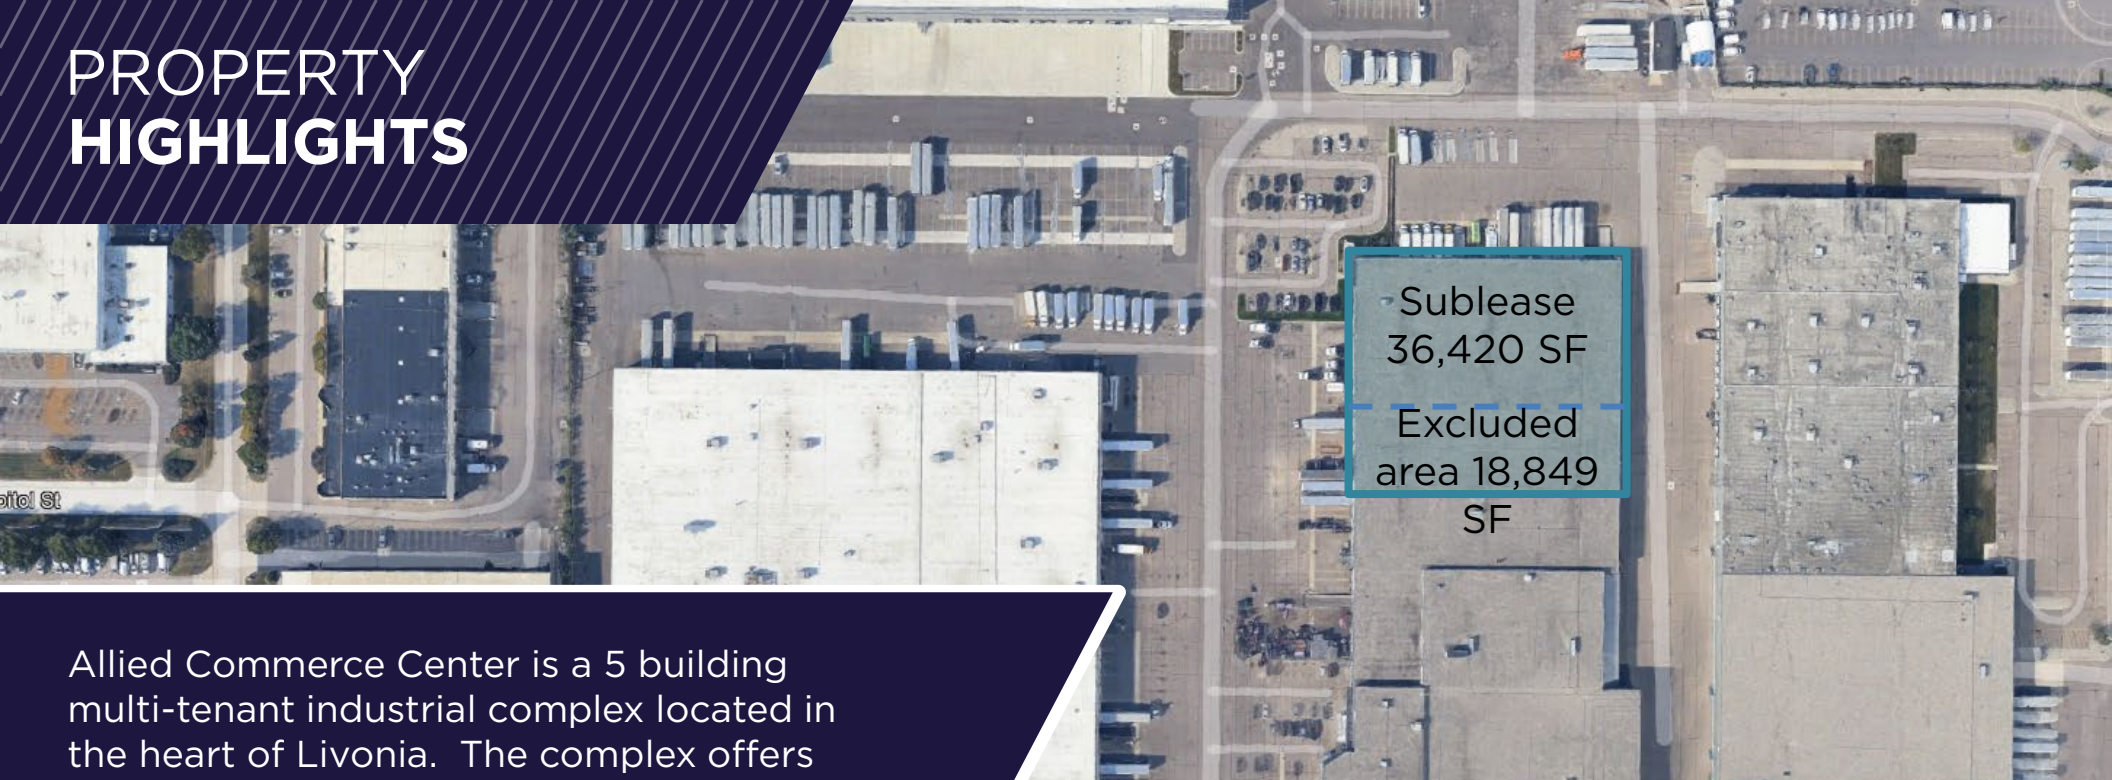 PROPERTY
HIGHLIGHTS
Sublease
36,420 SF
Excluded
area 18,849
SF
St
Allied Commerce Center is a 5 building
multi-tenant industrial complex located in
the heart of Livonia.  The complex offers